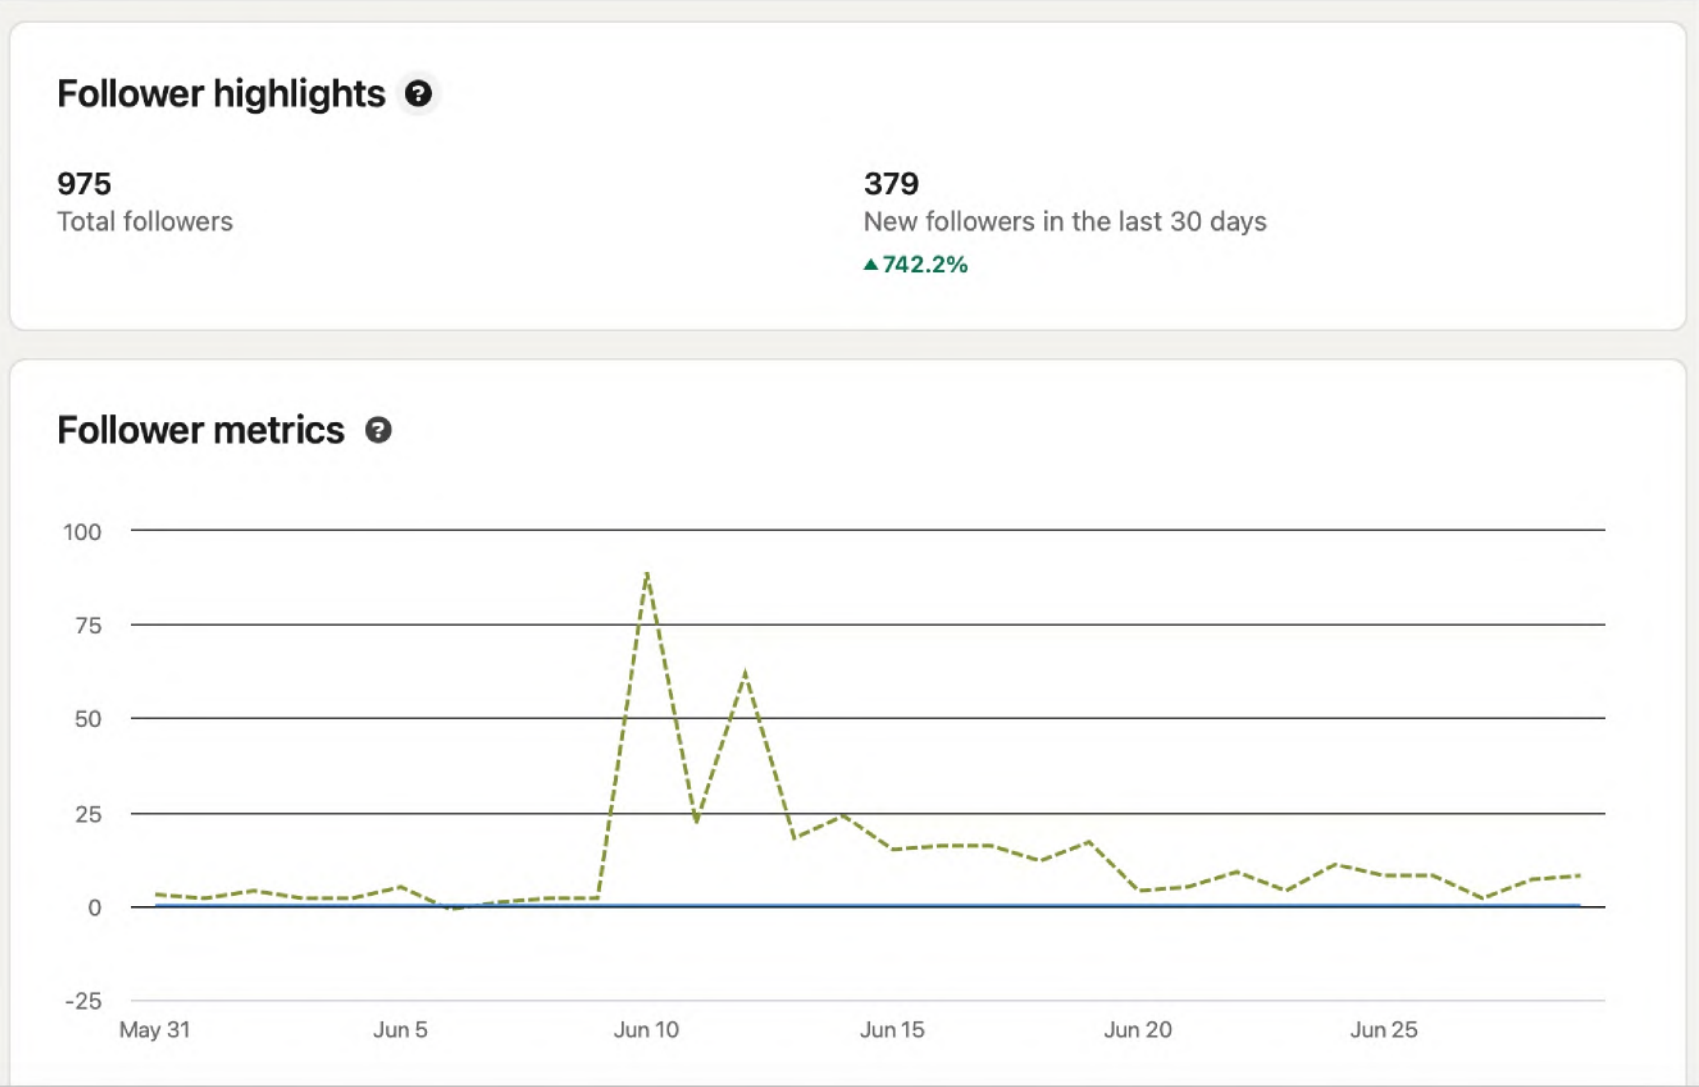 Follower highlights ?
975
Total followers
379
New followers in the last 30 days
▲742.2%
Follower metrics ?
100
75
50
25
0
-25
May 31 Jun 5 Jun 10 Jun 15 Jun 20 Jun 25